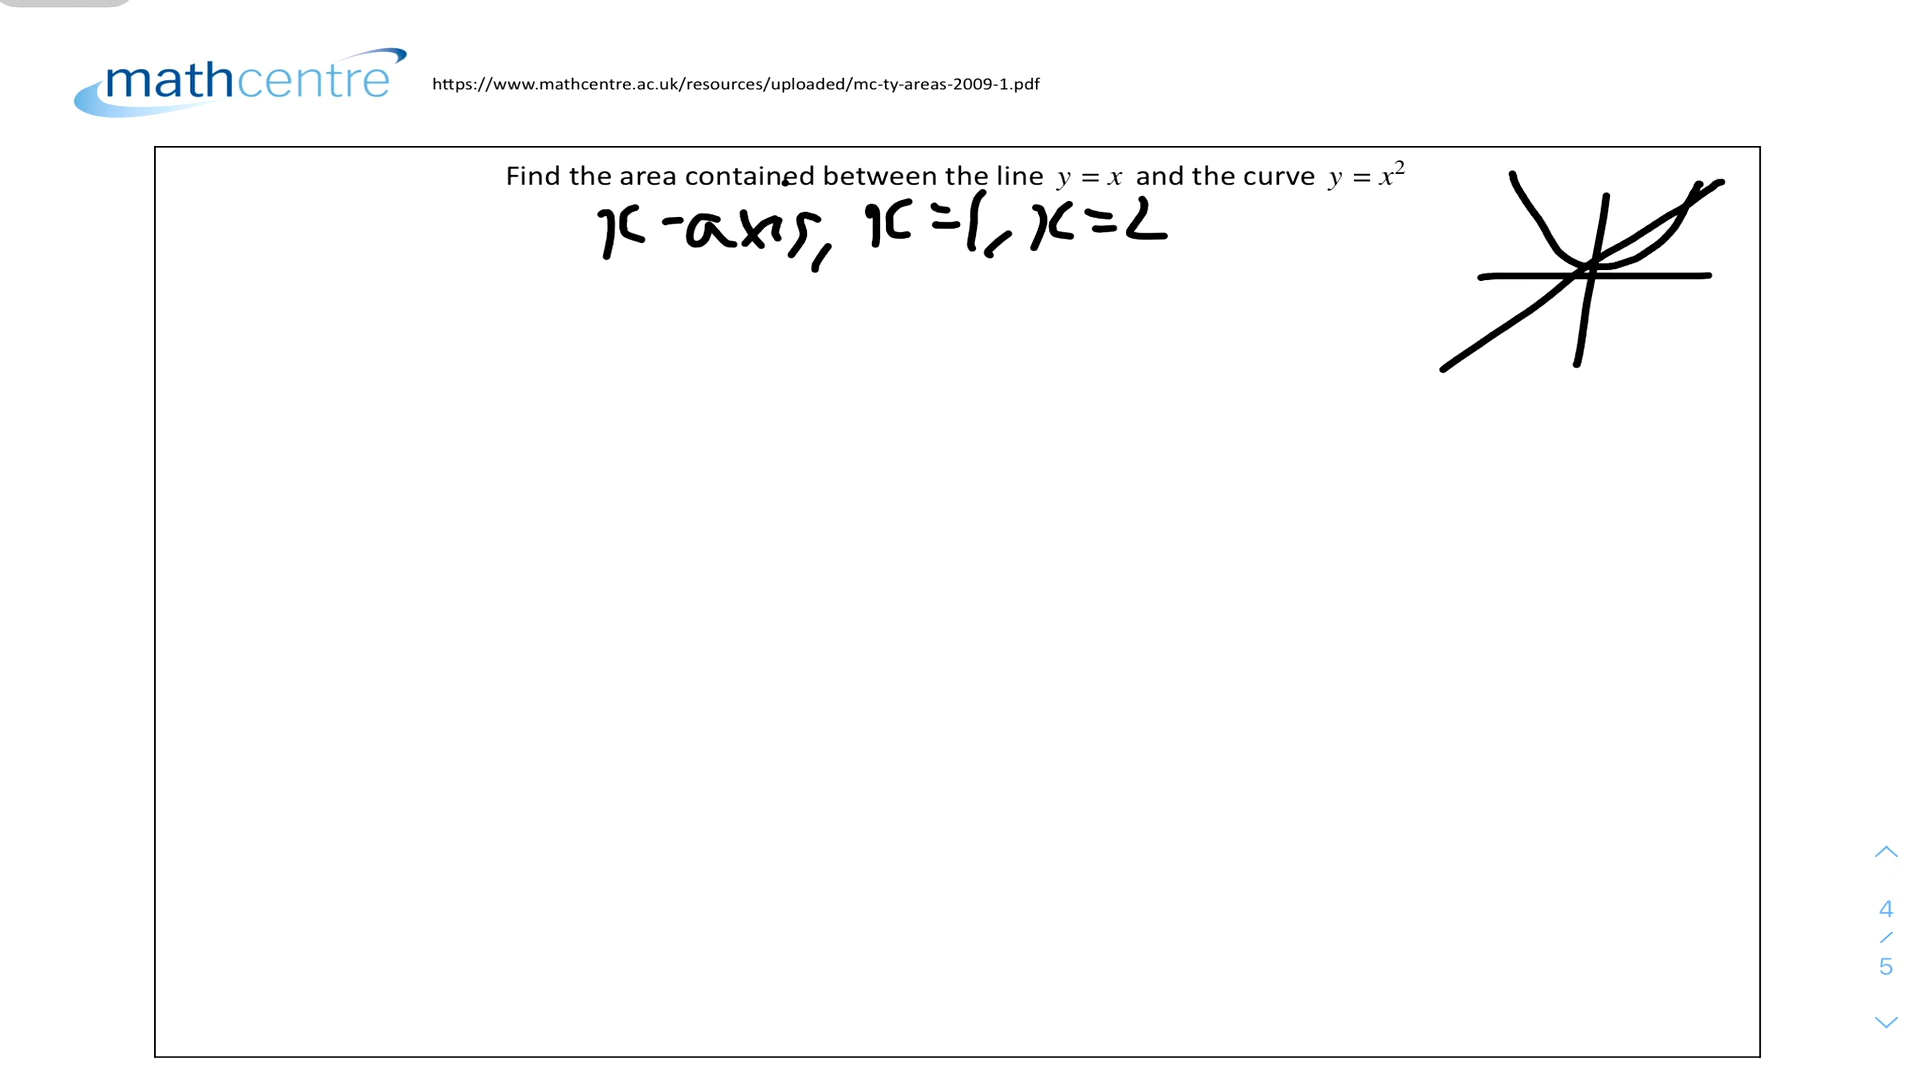 mathcentre
https://www.mathcentre.ac.uk/resources/uploaded/mc-ty-areas-2009-1.pdf
Find the area contained between the line y = x and the curve y = x²
x-axis, x=1, x=2
4
/
5